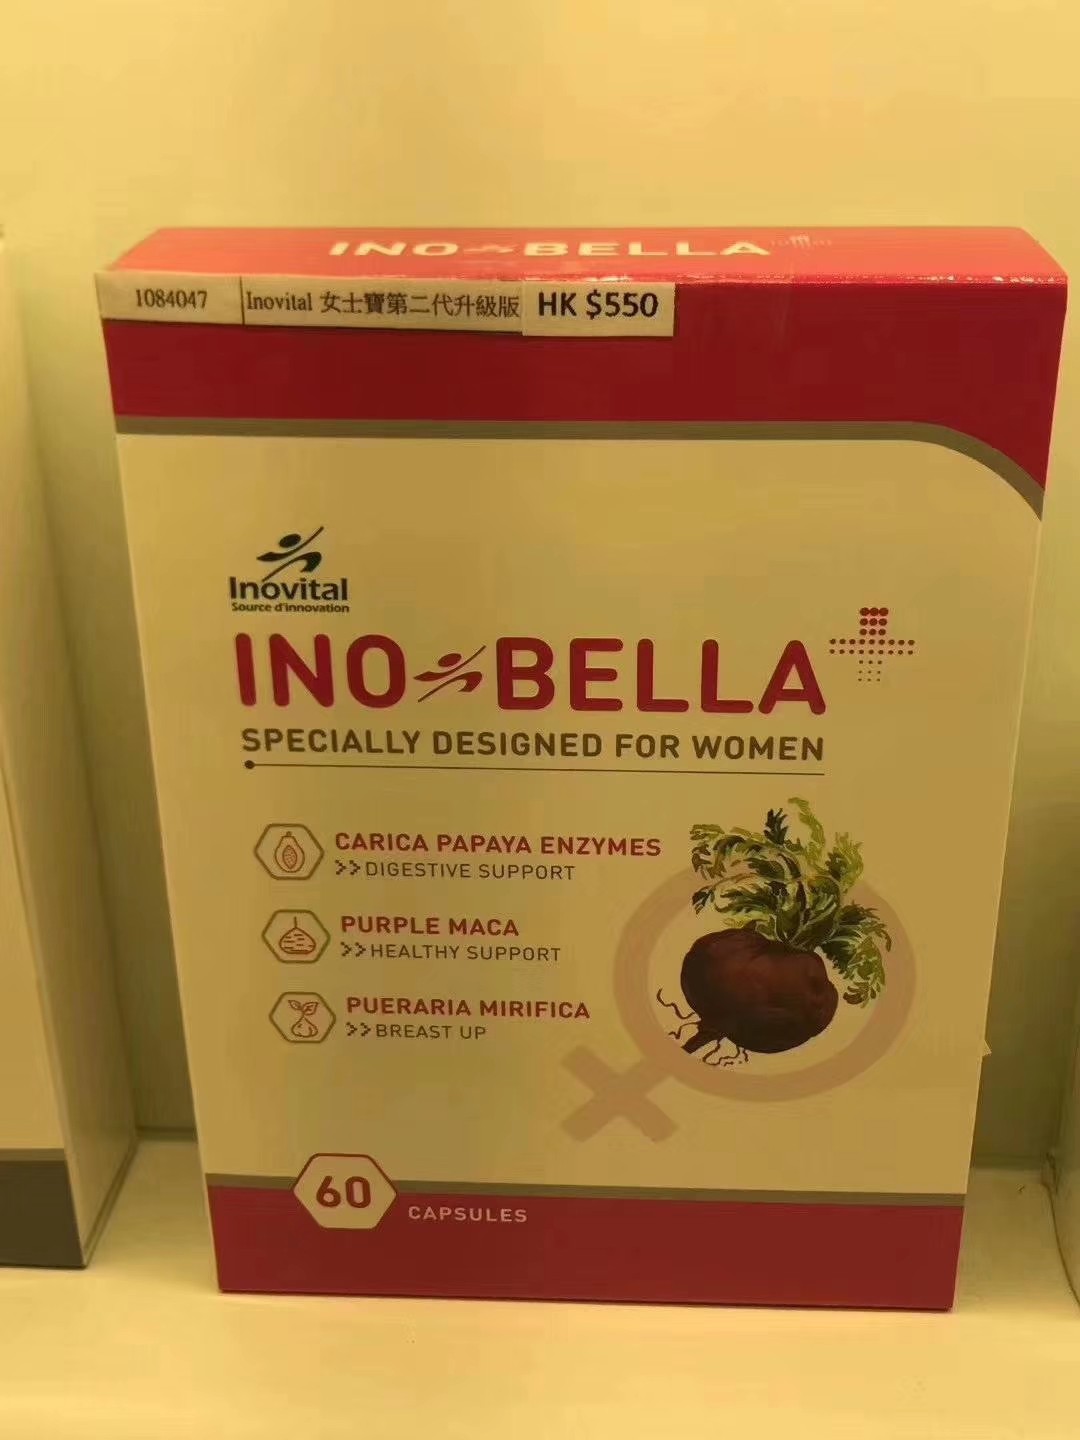 INO BELLA
1084047 Inovital 女士寶第二代升級版 HK $550
Inovital
Source d'innovation
INO BELLA
SPECIALLY DESIGNED FOR WOMEN
CARICA PAPAYA ENZYMES
>>DIGESTIVE SUPPORT
PURPLE MACA
>>HEALTHY SUPPORT
PUERARIA MIRIFICA
>>BREAST UP
60 CAPSULES